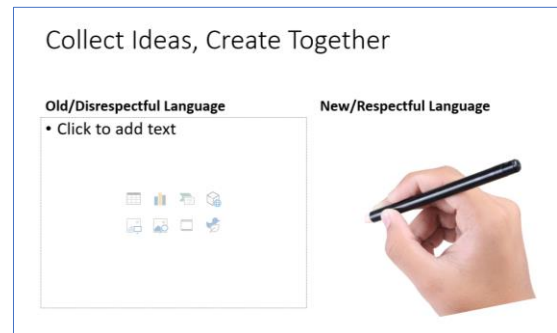 Collect Ideas, Create Together
Old/Disrespectful Language
New/Respectful Language
• Click to add text